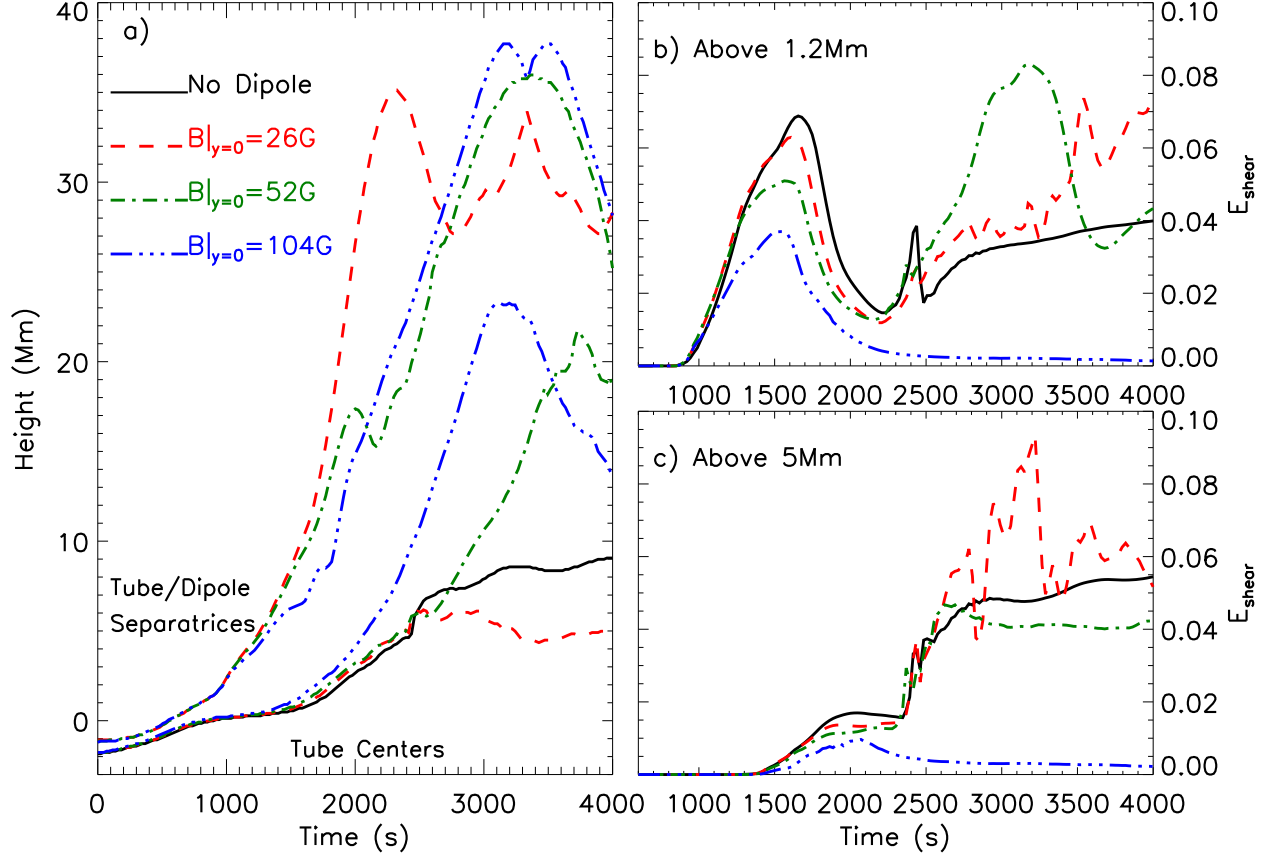 a)
No Dipole
B|y=0=26G
B|y=0=52G
B|y=0=104G
Tube/Dipole
Separatrices
Tube Centers
40
30
20
10
0
Height (Mm)
0 1000 2000 3000 4000
Time (s)
b) Above 1.2Mm
0.10
0.08
0.06
0.04
0.02
0.00
Eshear
1000 1500 2000 2500 3000 3500 4000
c) Above 5Mm
0.10
0.08
0.06
0.04
0.02
0.00
Eshear
1000 1500 2000 2500 3000 3500 4000
Time (s)